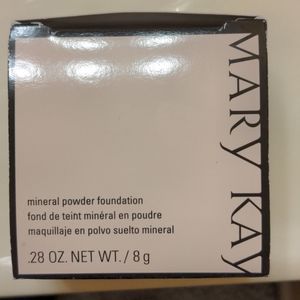 MARY KAY
mineral powder foundation
fond de teint minéral en poudre
maquillaje en polvo suelto mineral
.28 OZ. NET WT. / 8 g